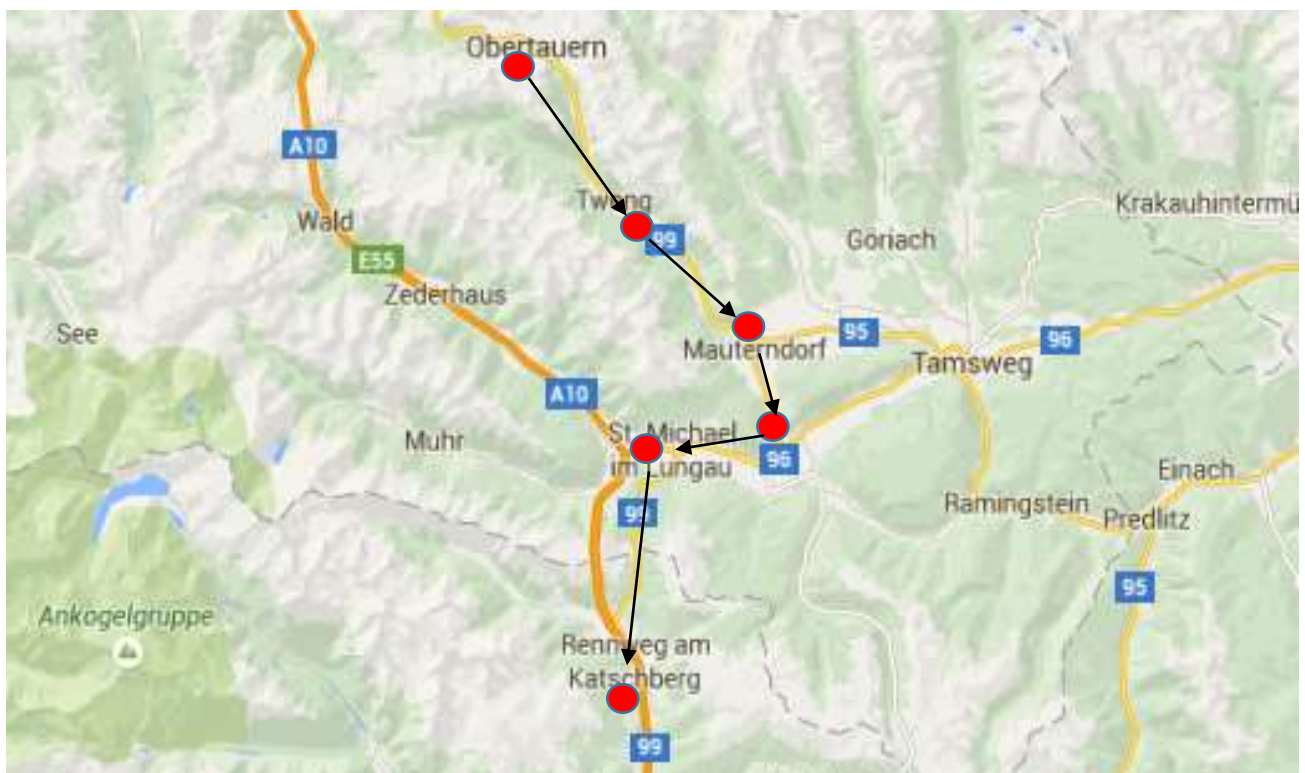 Obertauern
A10
Wald
Tweng
99
Krakauhintermü
Göriach
E55
Zederhaus
See
95
96
Mauterndorf
Tamsweg
A10
Muhr
St. Michael
im Lungau
96
Einach
Ramingstein
99
Predlitz
95
Ankogelgruppe
Rennweg am
Katschberg
99